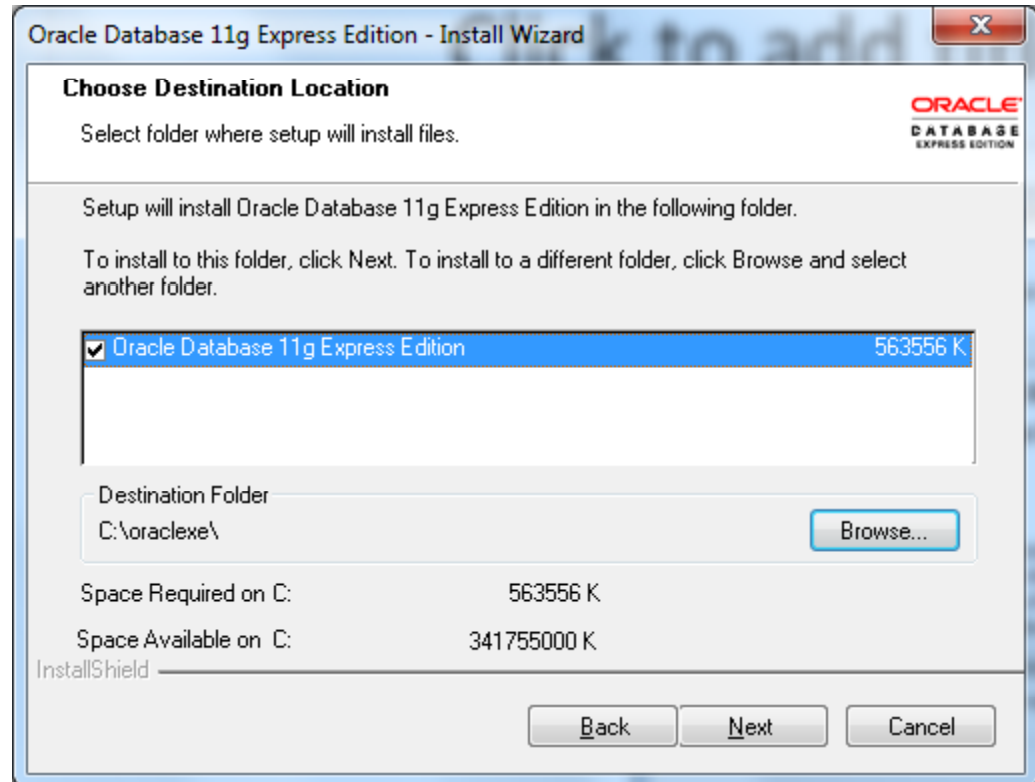 Oracle Database 11g Express Edition - Install Wizard
Click to add
Choose Destination Location
Select folder where setup will install files.
ORACLE
DATABASE
EXPRESS EDITION
Setup will install Oracle Database 11g Express Edition in the following folder.
To install to this folder, click Next. To install to a different folder, click Browse and select
another folder.
Oracle Database 11g Express Edition 563556 K
Destination Folder
C:\oraclexe\ Browse...
Space Required on C: 563556 K
Space Available on C: 341755000 K
InstallShield
Back Next Cancel